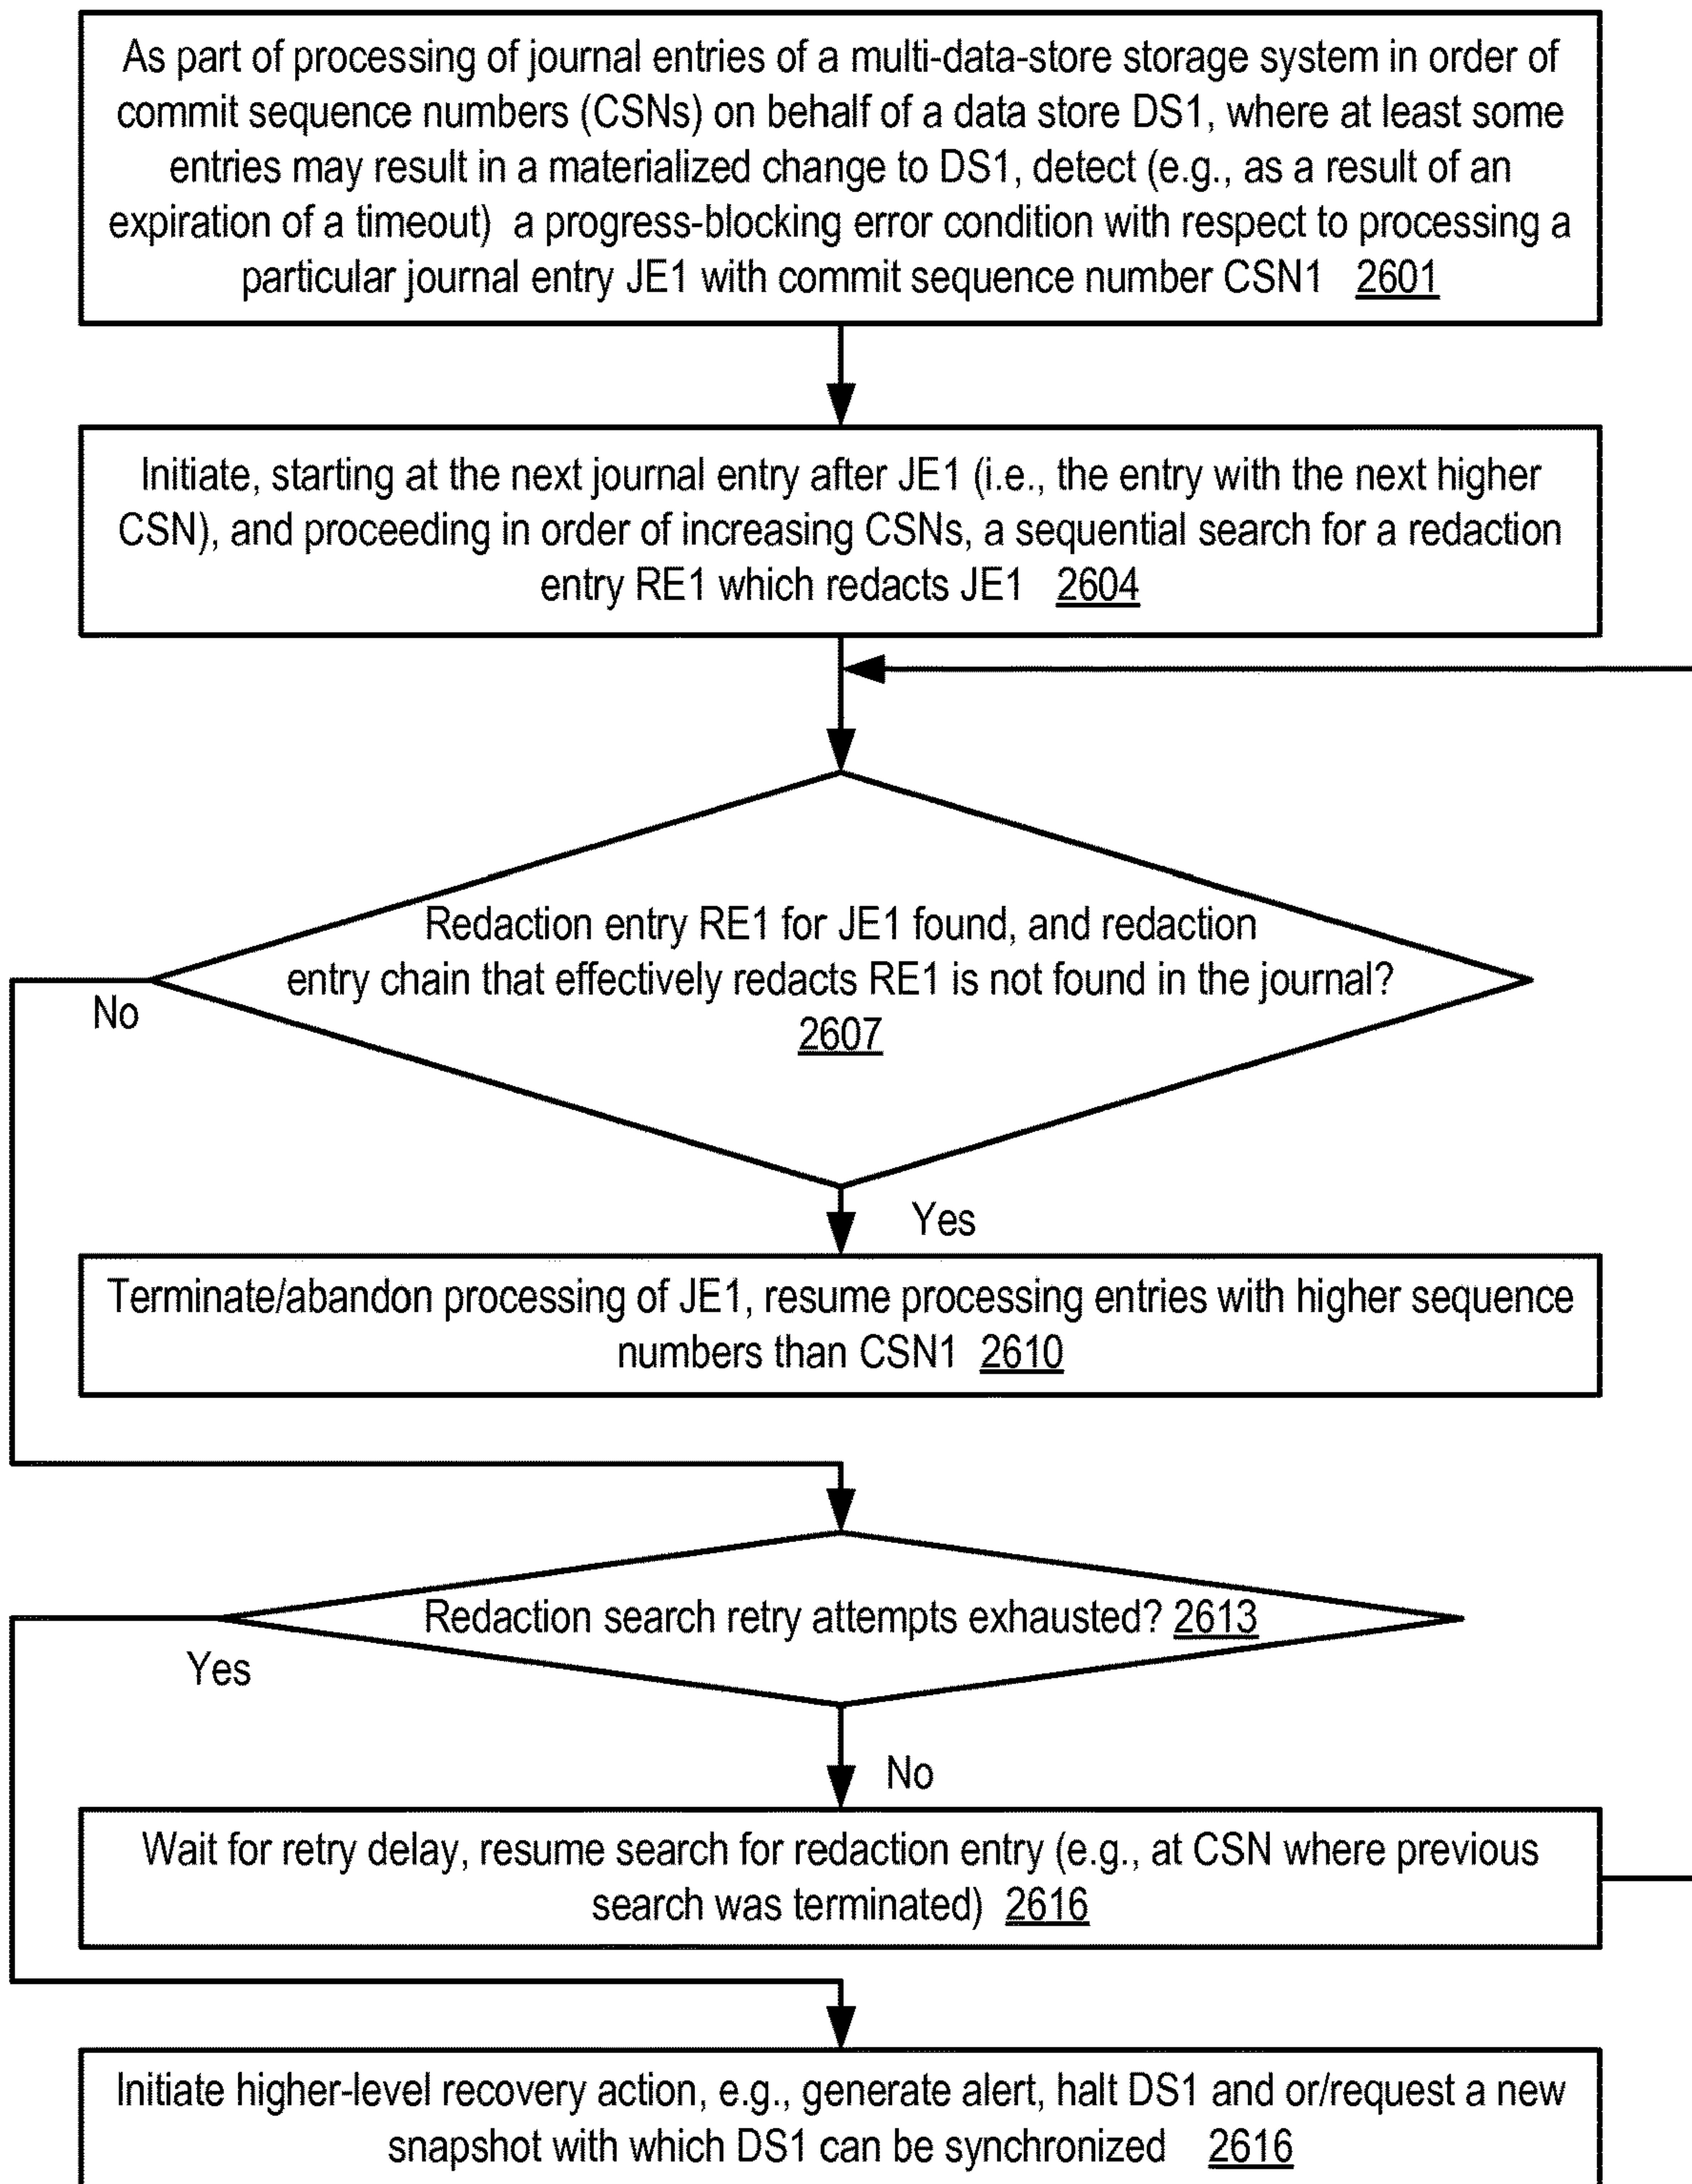 As part of processing of journal entries of a multi-data-store storage system in order of
commit sequence numbers (CSNs) on behalf of a data store DS1, where at least some
entries may result in a materialized change to DS1, detect (e.g., as a result of an
expiration of a timeout) a progress-blocking error condition with respect to processing a
particular journal entry JE1 with commit sequence number CSN1 2601
Initiate, starting at the next journal entry after JE1 (i.e., the entry with the next higher
CSN), and proceeding in order of increasing CSNs, a sequential search for a redaction
entry RE1 which redacts JE1 2604
Redaction entry RE1 for JE1 found, and redaction
entry chain that effectively redacts RE1 is not found in the journal?
2607
No
Yes
Terminate/abandon processing of JE1, resume processing entries with higher sequence
numbers than CSN1 2610
Redaction search retry attempts exhausted? 2613
Yes
No
Wait for retry delay, resume search for redaction entry (e.g., at CSN where previous
search was terminated) 2616
Initiate higher-level recovery action, e.g., generate alert, halt DS1 and or/request a new
snapshot with which DS1 can be synchronized 2616